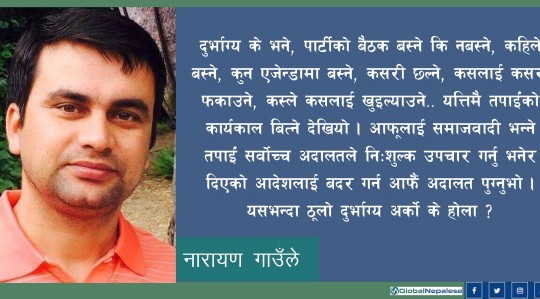 दुर्भाग्य के भने, पार्टीको बैठक बस्ने कि नबस्ने, कहिले
बस्ने, कुन एजेन्डामा बस्ने, कसरी छल्ने, कसलाई कसर
फकाउने, कस्ले कसलाई खुइल्याउने.. यत्तिमै तपाईंको
कार्यकाल बित्ने देखियो । आफूलाई समाजवादी भन्ने
तपाईं सर्वोच्च अदालतले नि:शुल्क उपचार गर्नु भनेर
दिएको आदेशलाई बदर गर्न आफैँ अदालत पुग्नुभो ।
यसभन्दा ठूलो दुर्भाग्य अर्को के होला ?
नारायण गाउँले
GlobalNepalese